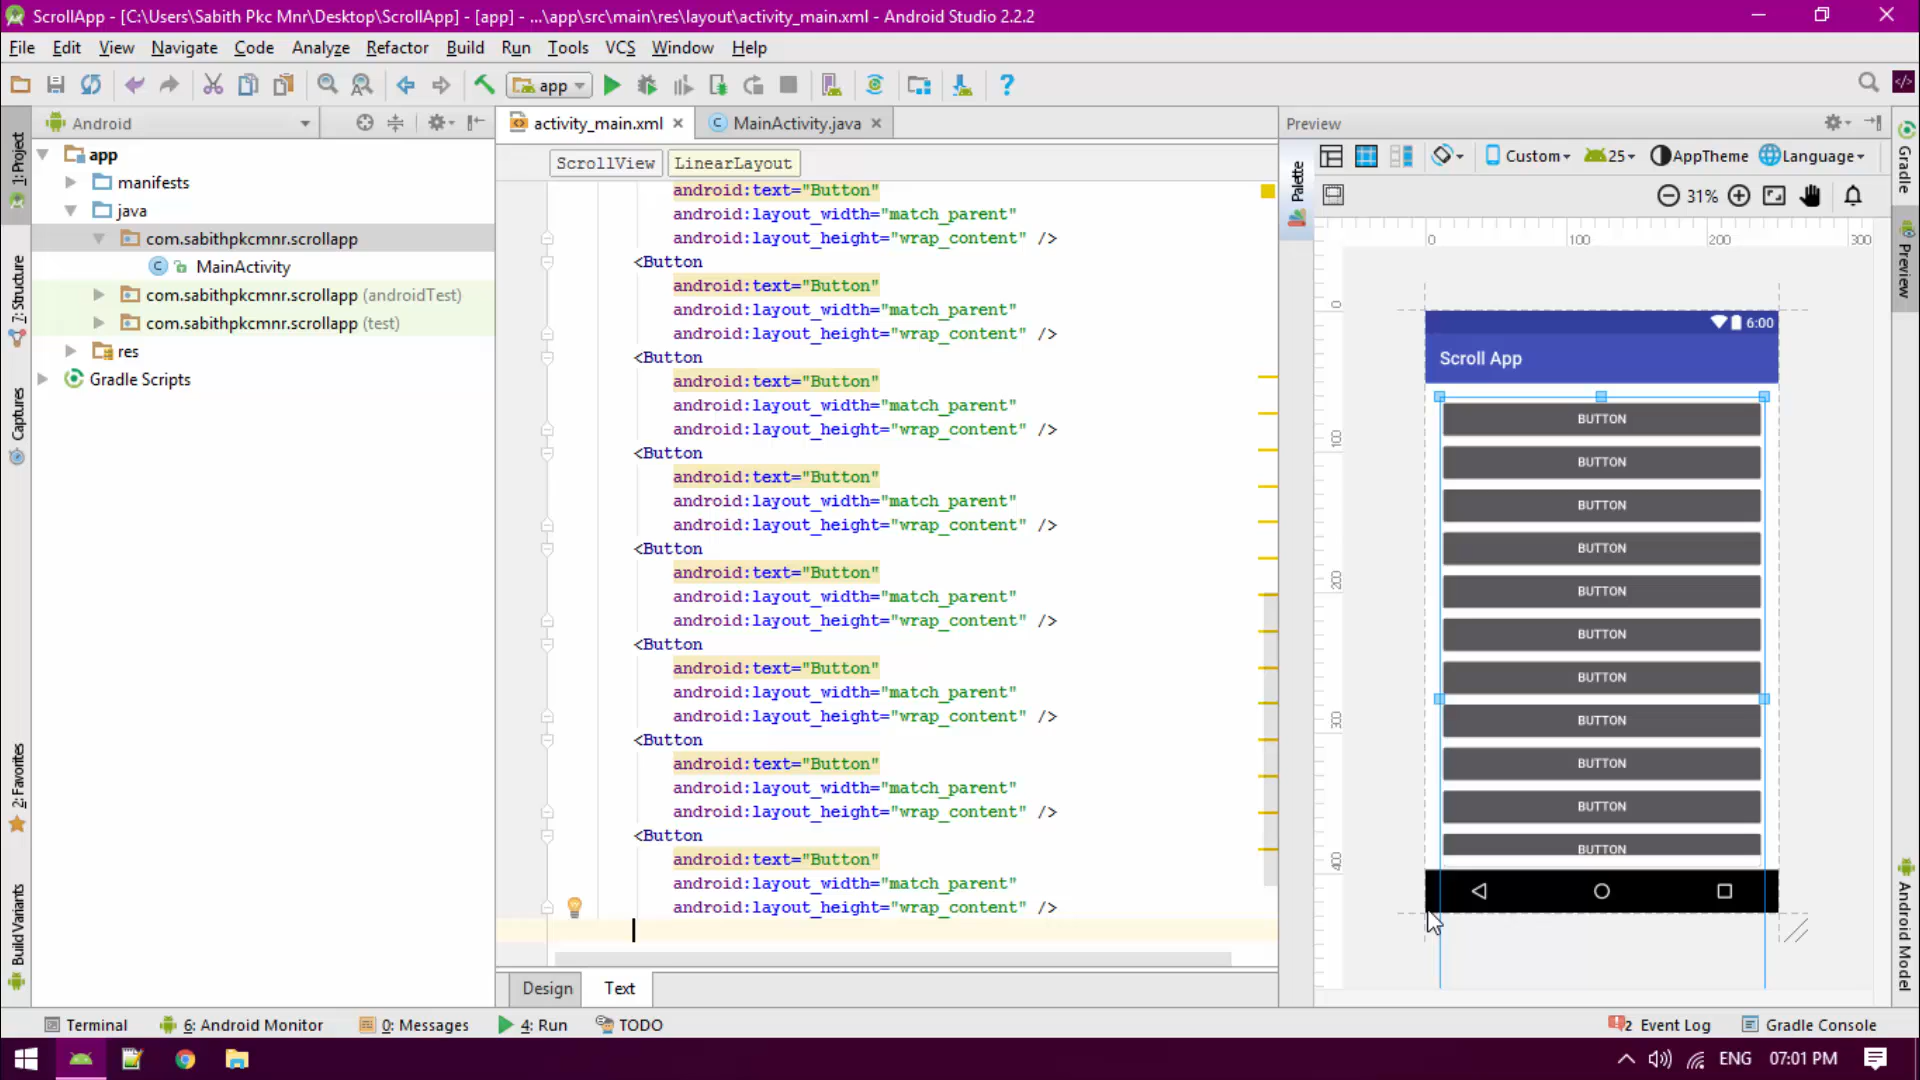 ScrollApp - [C:\Users\Sabith Pkc Mnr\Desktop\ScrollApp] - [app] - ...\app\src\main\res\layout\activity_main.xml - Android Studio 2.2.2
File Edit View Navigate Code Analyze Refactor Build Run Tools VCS Window Help
app
Android
activity_main.xml
MainActivity.java
Preview
1: Project
7: Structure
Captures
2: Favorites
Build Variants
app
manifests
java
com.sabithpkcmnr.scrollapp
MainActivity
com.sabithpkcmnr.scrollapp (androidTest)
com.sabithpkcmnr.scrollapp (test)
res
Gradle Scripts
ScrollView LinearLayout
android:text="Button"
android:layout_width="match_parent"
android:layout_height="wrap_content" />
<Button
android:text="Button"
android:layout_width="match_parent"
android:layout_height="wrap_content" />
<Button
android:text="Button"
android:layout_width="match_parent"
android:layout_height="wrap_content" />
<Button
android:text="Button"
android:layout_width="match_parent"
android:layout_height="wrap_content" />
<Button
android:text="Button"
android:layout_width="match_parent"
android:layout_height="wrap_content" />
<Button
android:text="Button"
android:layout_width="match_parent"
android:layout_height="wrap_content" />
<Button
android:text="Button"
android:layout_width="match_parent"
android:layout_height="wrap_content" />
<Button
android:text="Button"
android:layout_width="match_parent"
android:layout_height="wrap_content" />
Design Text
Palette
Custom 25 AppTheme Language
31%
0 100 200 300
0
100
200
300
400
6:00
Scroll App
BUTTON
BUTTON
BUTTON
BUTTON
BUTTON
BUTTON
BUTTON
BUTTON
BUTTON
BUTTON
BUTTON
Gradle
Preview
Android Model
Terminal 6: Android Monitor 0: Messages 4: Run TODO
2 Event Log Gradle Console
ENG 07:01 PM